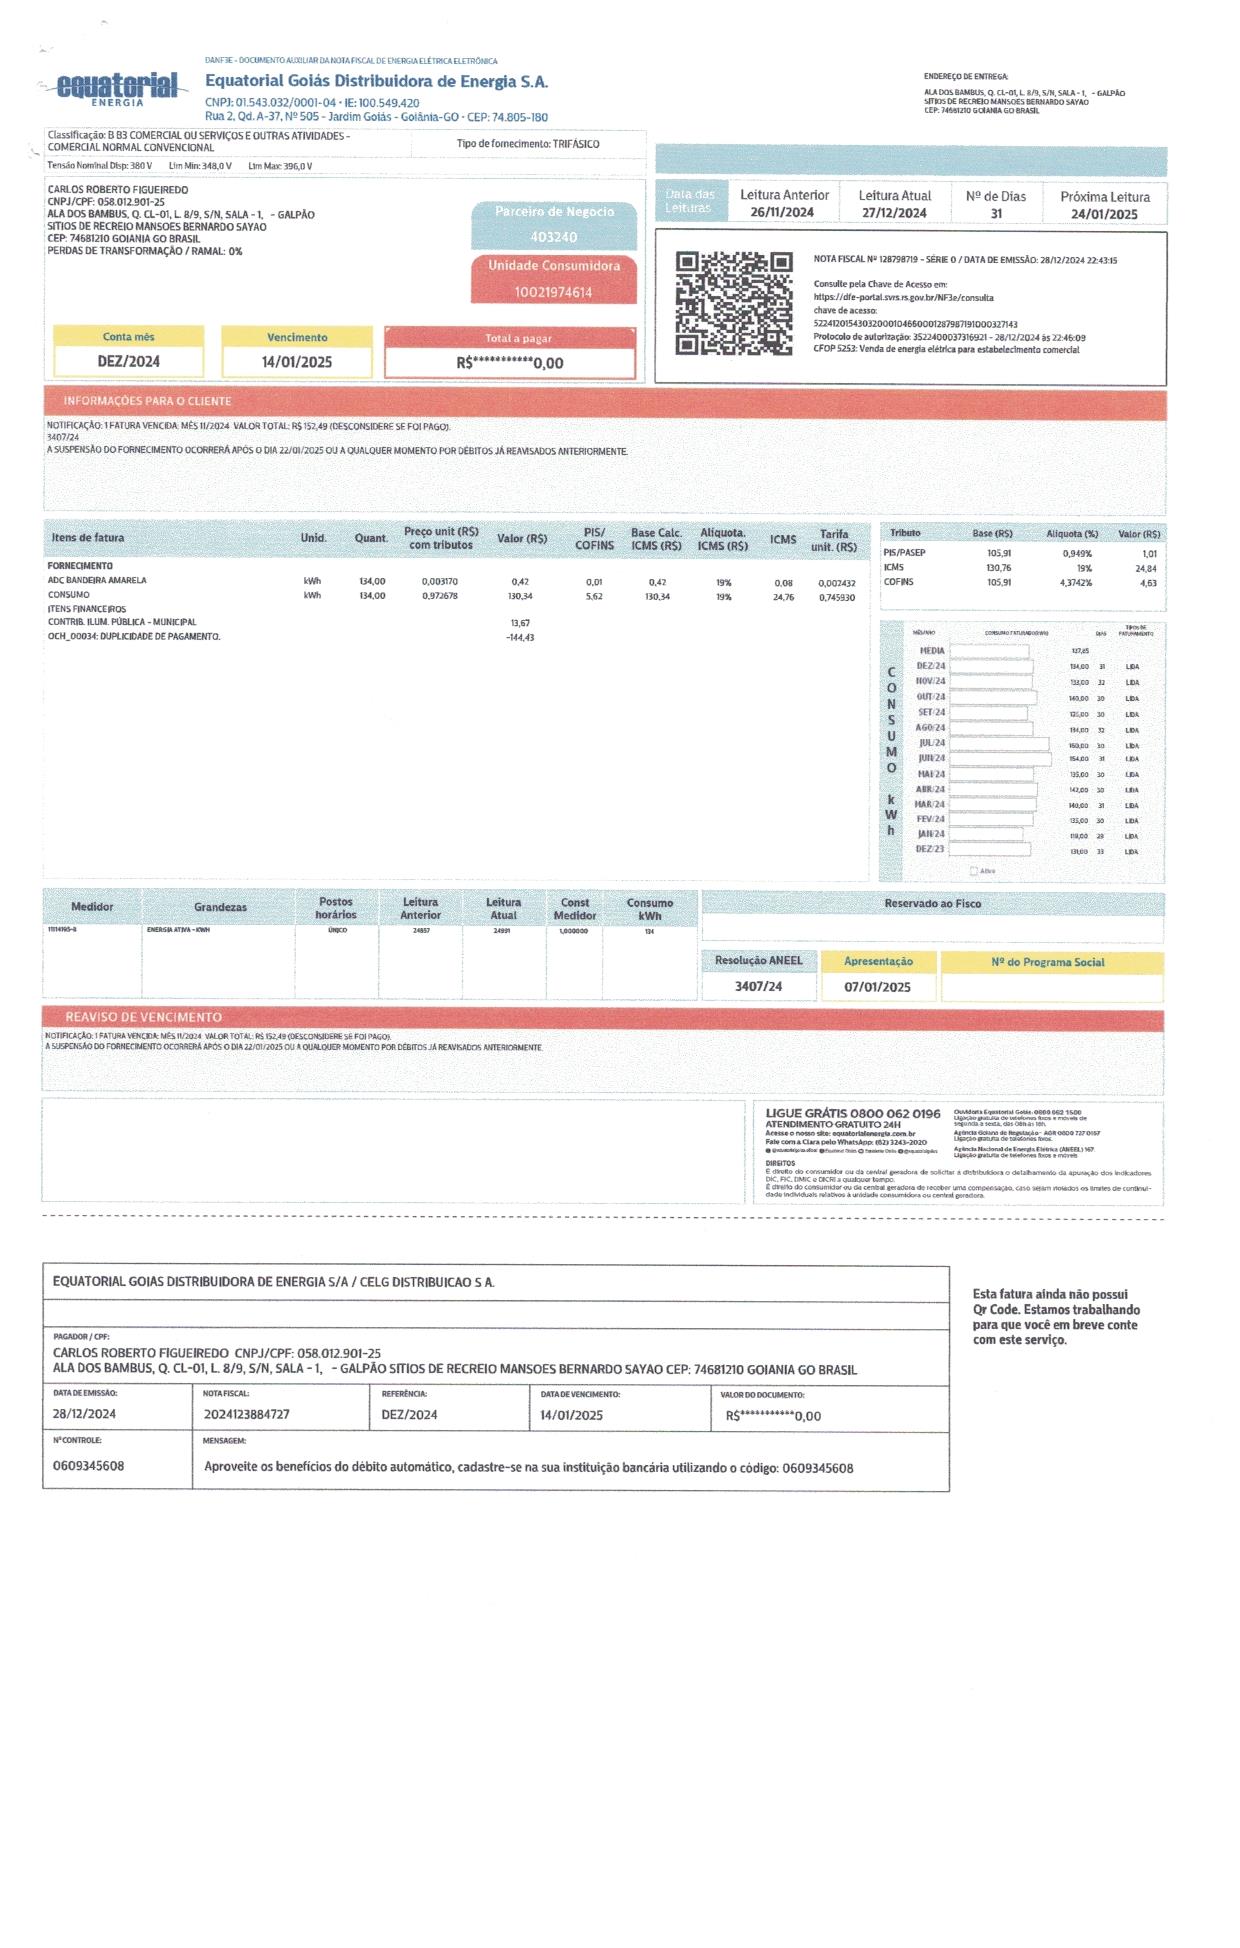 DANF3E - DOCUMENTO AUXILIAR DA NOTA FISCAL DE ENERGIA ELÉTRICA ELETRÔNICA
equatorial
ENERGIA
Equatorial Goiás Distribuidora de Energia S.A.
CNPJ: 01.543.032/0001-04 • IE: 100.549.420
Rua 2, Qd. A-37, Nº 505 - Jardim Goiás - Goiânia-GO • CEP: 74.805-180
ENDEREÇO DE ENTREGA:
ALA DOS BAMBUS, Q. CL-01, L. 8/9, S/N, SALA - 1, - GALPÃO
SITIOS DE RECREIO MANSOES BERNARDO SAYAO
CEP: 74681210 GOIANIA GO BRASIL
Classificação: B B3 COMERCIAL OU SERVIÇOS E OUTRAS ATIVIDADES -
COMERCIAL NORMAL CONVENCIONAL
Tipo de fornecimento: TRIFÁSICO
Tensão Nominal Disp: 380 V Lim Min: 348,0 V Lim Max: 396,0 V
CARLOS ROBERTO FIGUEIREDO
CNPJ/CPF: 058.012.901-25
ALA DOS BAMBUS, Q. CL-01, L. 8/9, S/N, SALA - 1, - GALPÃO
SITIOS DE RECREIO MANSOES BERNARDO SAYAO
CEP: 74681210 GOIANIA GO BRASIL
PERDAS DE TRANSFORMAÇÃO / RAMAL: 0%
Parceiro de Negócio
403240
Unidade Consumidora
10021974614
Data das Leituras
Leitura Anterior Leitura Atual Nº de Dias Próxima Leitura
26/11/2024 27/12/2024 31 24/01/2025
NOTA FISCAL Nº 128798719 - SÉRIE 0 / DATA DE EMISSÃO: 28/12/2024 22:43:15
Consulte pela Chave de Acesso em:
https://dfe-portal.svrs.rs.gov.br/NF3e/consulta
chave de acesso:
52241201543032000104660001287987191000327143
Protocolo de autorização: 3522400037316921 - 28/12/2024 às 22:46:09
CFOP 5253: Venda de energia elétrica para estabelecimento comercial
Conta mês Vencimento Total a pagar
DEZ/2024 14/01/2025 R$***********0,00
INFORMAÇÕES PARA O CLIENTE
NOTIFICAÇÃO: 1 FATURA VENCIDA: MÊS 11/2024 VALOR TOTAL: R$ 152,49 (DESCONSIDERE SE FOI PAGO).
3407/24
A SUSPENSÃO DO FORNECIMENTO OCORRERÁ APÓS O DIA 22/01/2025 OU A QUALQUER MOMENTO POR DÉBITOS JÁ REAVISADOS ANTERIORMENTE.
Itens de fatura Unid. Quant. Preço unit (R$) com tributos Valor (R$) PIS/ COFINS Base Calc. ICMS (R$) Alíquota. ICMS (R$) ICMS Tarifa unit. (R$)
FORNECIMENTO
ADC BANDEIRA AMARELA kWh 134,00 0,003170 0,42 0,01 0,42 19% 0,08 0,002432
CONSUMO kWh 134,00 0,972678 130,34 5,62 130,34 19% 24,76 0,745930
ITENS FINANCEIROS
CONTRIB. ILUM. PÚBLICA - MUNICIPAL 13,67
OCH_00034: DUPLICIDADE DE PAGAMENTO. -144,43
Tributo Base (R$) Alíquota (%) Valor (R$)
PIS/PASEP 105,91 0,949% 1,01
ICMS 130,76 19% 24,84
COFINS 105,91 4,3742% 4,63
CONSUMO kWh
MÊS/ANO CONSUMO FATURADO KWH DIAS TIPOS DE FATURAMENTO
MEDIA 137,85
DEZ/24 134,00 31 LIDA
NOV/24 133,00 32 LIDA
OUT/24 140,00 30 LIDA
SET/24 125,00 30 LIDA
AGO/24 134,00 32 LIDA
JUL/24 160,00 30 LIDA
JUN/24 164,00 31 LIDA
MAI/24 135,00 30 LIDA
ABR/24 142,00 30 LIDA
MAR/24 140,00 31 LIDA
FEV/24 135,00 30 LIDA
JAN/24 119,00 29 LIDA
DEZ/23 131,00 33 LIDA
Ativo
Medidor Grandezas Postos horários Leitura Anterior Leitura Atual Const Medidor Consumo kWh
11114195-8 ENERGIA ATIVA - KWH ÚNICO 24857 24991 1,000000 134
Reservado ao Fisco
Resolução ANEEL Apresentação Nº do Programa Social
3407/24 07/01/2025
REAVISO DE VENCIMENTO
NOTIFICAÇÃO: 1 FATURA VENCIDA: MÊS 11/2024 VALOR TOTAL: R$ 152,49 (DESCONSIDERE SE FOI PAGO).
A SUSPENSÃO DO FORNECIMENTO OCORRERÁ APÓS O DIA 22/01/2025 OU A QUALQUER MOMENTO POR DÉBITOS JÁ REAVISADOS ANTERIORMENTE.
LIGUE GRÁTIS 0800 062 0196
ATENDIMENTO GRATUITO 24H
Acesse o nosso site: equatorialenergia.com.br
Fale com a Clara pelo WhatsApp: (62) 3243-2020
Ouvidoria Equatorial Goiás: 0800 062 1500
Ligação gratuita de telefones fixos e móveis de
segunda a sexta, das 08h às 18h.
Agência Goiana de Regulação - AGR 0800 727 0167
Ligação gratuita de telefones fixos.
Agência Nacional de Energia Elétrica (ANEEL) 167
Ligação gratuita de telefones fixos e móveis
DIREITOS
É direito do consumidor ou da central geradora de solicitar à distribuidora o detalhamento da apuração dos indicadores
DIC, FIC, DMIC e DICRI a qualquer tempo.
É direito do consumidor ou da central geradora de receber uma compensação, caso sejam violados os limites de continui-
dade individuais relativos à unidade consumidora ou central geradora.
EQUATORIAL GOIAS DISTRIBUIDORA DE ENERGIA S/A / CELG DISTRIBUICAO S A.
Esta fatura ainda não possui
Qr Code. Estamos trabalhando
para que você em breve conte
com este serviço.
PAGADOR / CPF:
CARLOS ROBERTO FIGUEIREDO CNPJ/CPF: 058.012.901-25
ALA DOS BAMBUS, Q. CL-01, L. 8/9, S/N, SALA - 1, - GALPÃO SITIOS DE RECREIO MANSOES BERNARDO SAYAO CEP: 74681210 GOIANIA GO BRASIL
DATA DE EMISSÃO: NOTA FISCAL: REFERÊNCIA: DATA DE VENCIMENTO: VALOR DO DOCUMENTO:
28/12/2024 2024123884727 DEZ/2024 14/01/2025 R$***********0,00
Nº CONTROLE: MENSAGEM:
0609345608 Aproveite os benefícios do débito automático, cadastre-se na sua instituição bancária utilizando o código: 0609345608